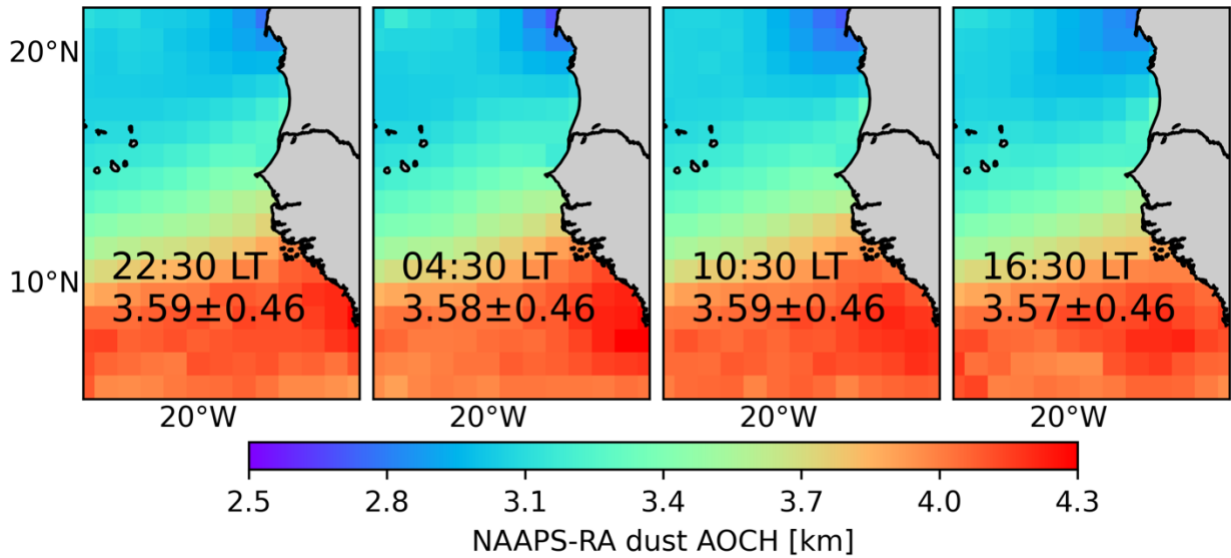 20°N
10°N
22:30 LT
3.59±0.46
04:30 LT
3.58±0.46
10:30 LT
3.59±0.46
16:30 LT
3.57±0.46
20°W
20°W
20°W
20°W
2.5
2.8
3.1
3.4
3.7
4.0
4.3
NAAPS-RA dust AOCH [km]